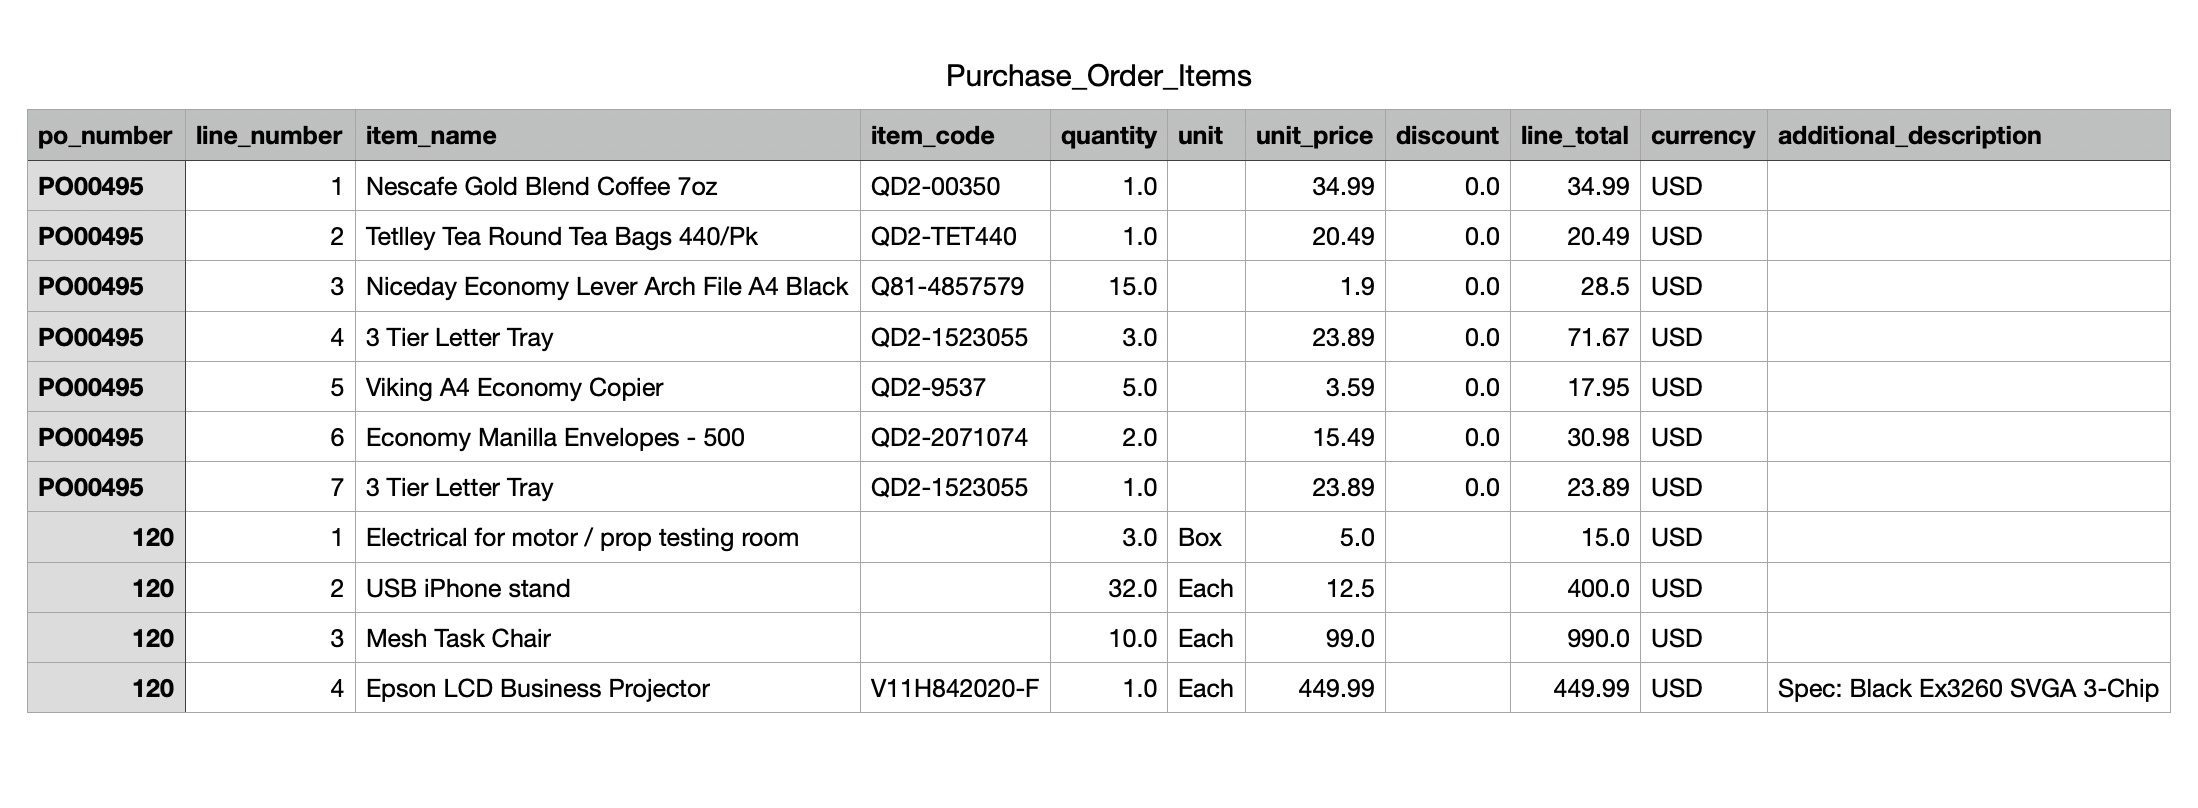 Purchase_Order_Items
po_number line_number item_name item_code quantity unit unit_price discount line_total currency additional_description
PO00495 1 Nescafe Gold Blend Coffee 7oz QD2-00350 1.0 34.99 0.0 34.99 USD
PO00495 2 Tetlley Tea Round Tea Bags 440/Pk QD2-TET440 1.0 20.49 0.0 20.49 USD
PO00495 3 Niceday Economy Lever Arch File A4 Black Q81-4857579 15.0 1.9 0.0 28.5 USD
PO00495 4 3 Tier Letter Tray QD2-1523055 3.0 23.89 0.0 71.67 USD
PO00495 5 Viking A4 Economy Copier QD2-9537 5.0 3.59 0.0 17.95 USD
PO00495 6 Economy Manilla Envelopes - 500 QD2-2071074 2.0 15.49 0.0 30.98 USD
PO00495 7 3 Tier Letter Tray QD2-1523055 1.0 23.89 0.0 23.89 USD
120 1 Electrical for motor / prop testing room 3.0 Box 5.0 15.0 USD
120 2 USB iPhone stand 32.0 Each 12.5 400.0 USD
120 3 Mesh Task Chair 10.0 Each 99.0 990.0 USD
120 4 Epson LCD Business Projector V11H842020-F 1.0 Each 449.99 449.99 USD Spec: Black Ex3260 SVGA 3-Chip